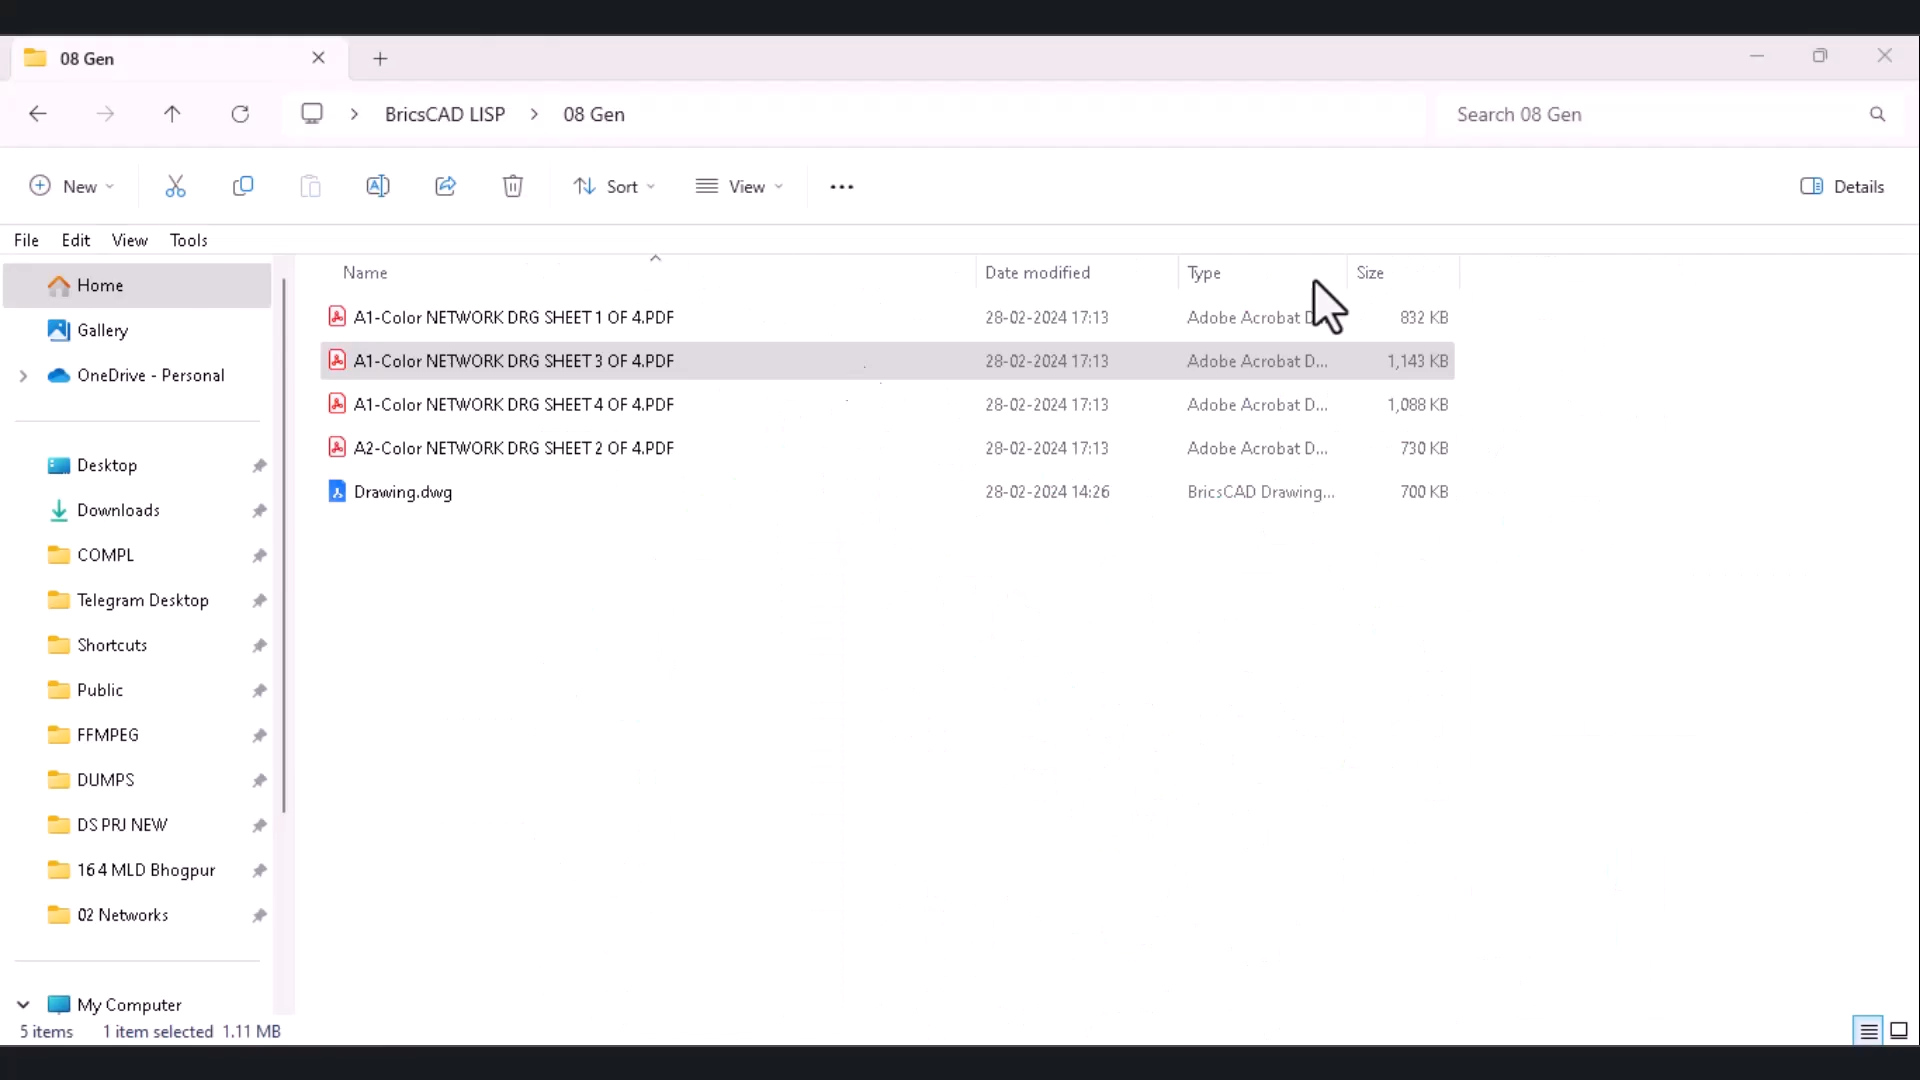 08 Gen
BricsCAD LISP
08 Gen
Search 08 Gen
New
Sort
View
Details
File Edit View Tools
Name Date modified Type Size
A1-Color NETWORK DRG SHEET 1 OF 4.PDF 28-02-2024 17:13 Adobe Acrobat 832 KB
A1-Color NETWORK DRG SHEET 3 OF 4.PDF 28-02-2024 17:13 Adobe Acrobat D... 1,143 KB
A1-Color NETWORK DRG SHEET 4 OF 4.PDF 28-02-2024 17:13 Adobe Acrobat D... 1,088 KB
A2-Color NETWORK DRG SHEET 2 OF 4.PDF 28-02-2024 17:13 Adobe Acrobat D... 730 KB
Drawing.dwg 28-02-2024 14:26 BricsCAD Drawing... 700 KB
Home
Gallery
OneDrive - Personal
Desktop
Downloads
COMPL
Telegram Desktop
Shortcuts
Public
FFMPEG
DUMPS
DS PRJ NEW
16 4 MLD Bhogpur
02 Networks
My Computer
5 items 1 item selected 1.11 MB